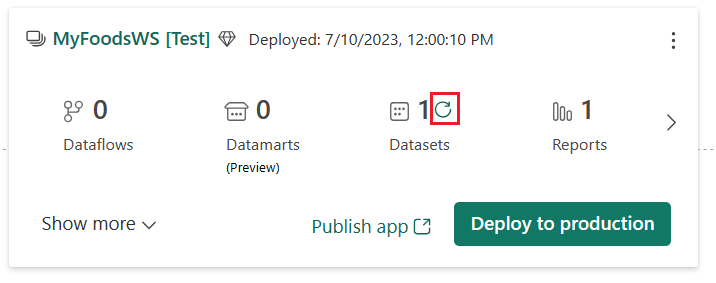 MyFoodsWS [Test] Deployed: 7/10/2023, 12:00:10 PM
0 0 1 1
Dataflows Datamarts Datasets Reports
(Preview)
Show more Publish app Deploy to production